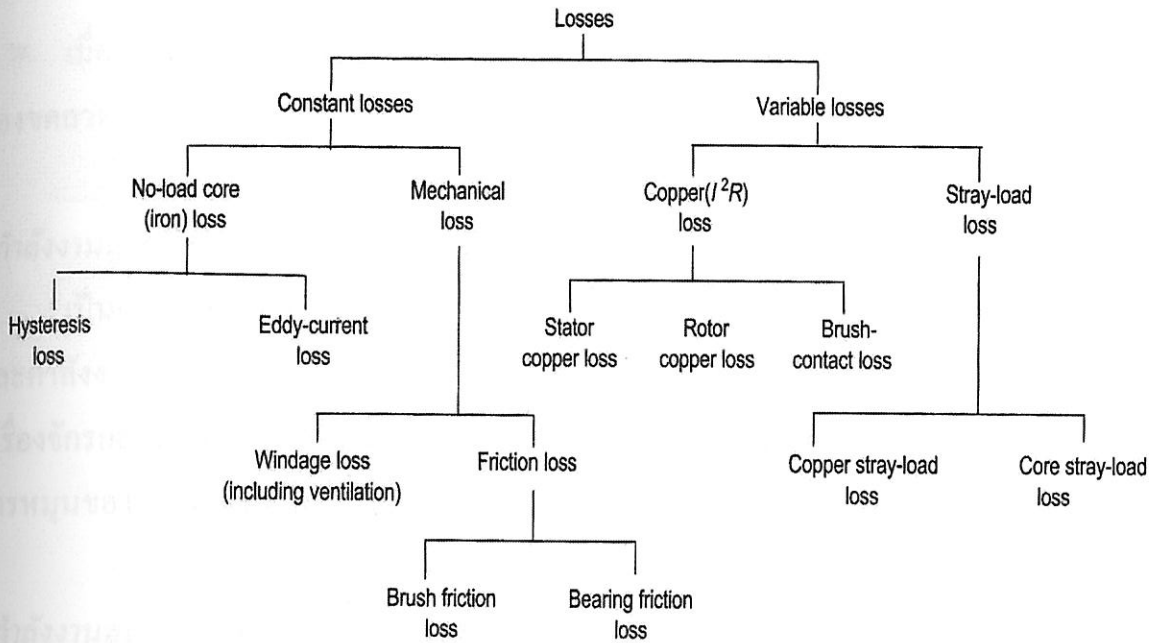 Losses
Constant losses
Variable losses
No-load core
(iron) loss
Mechanical
loss
Copper(I²R)
loss
Stray-load
loss
Hysteresis
loss
Eddy-current
loss
Stator
copper loss
Rotor
copper loss
Brush-
contact loss
Windage loss
(including ventilation)
Friction loss
Copper stray-load
loss
Core stray-load
loss
Brush friction
loss
Bearing friction
loss